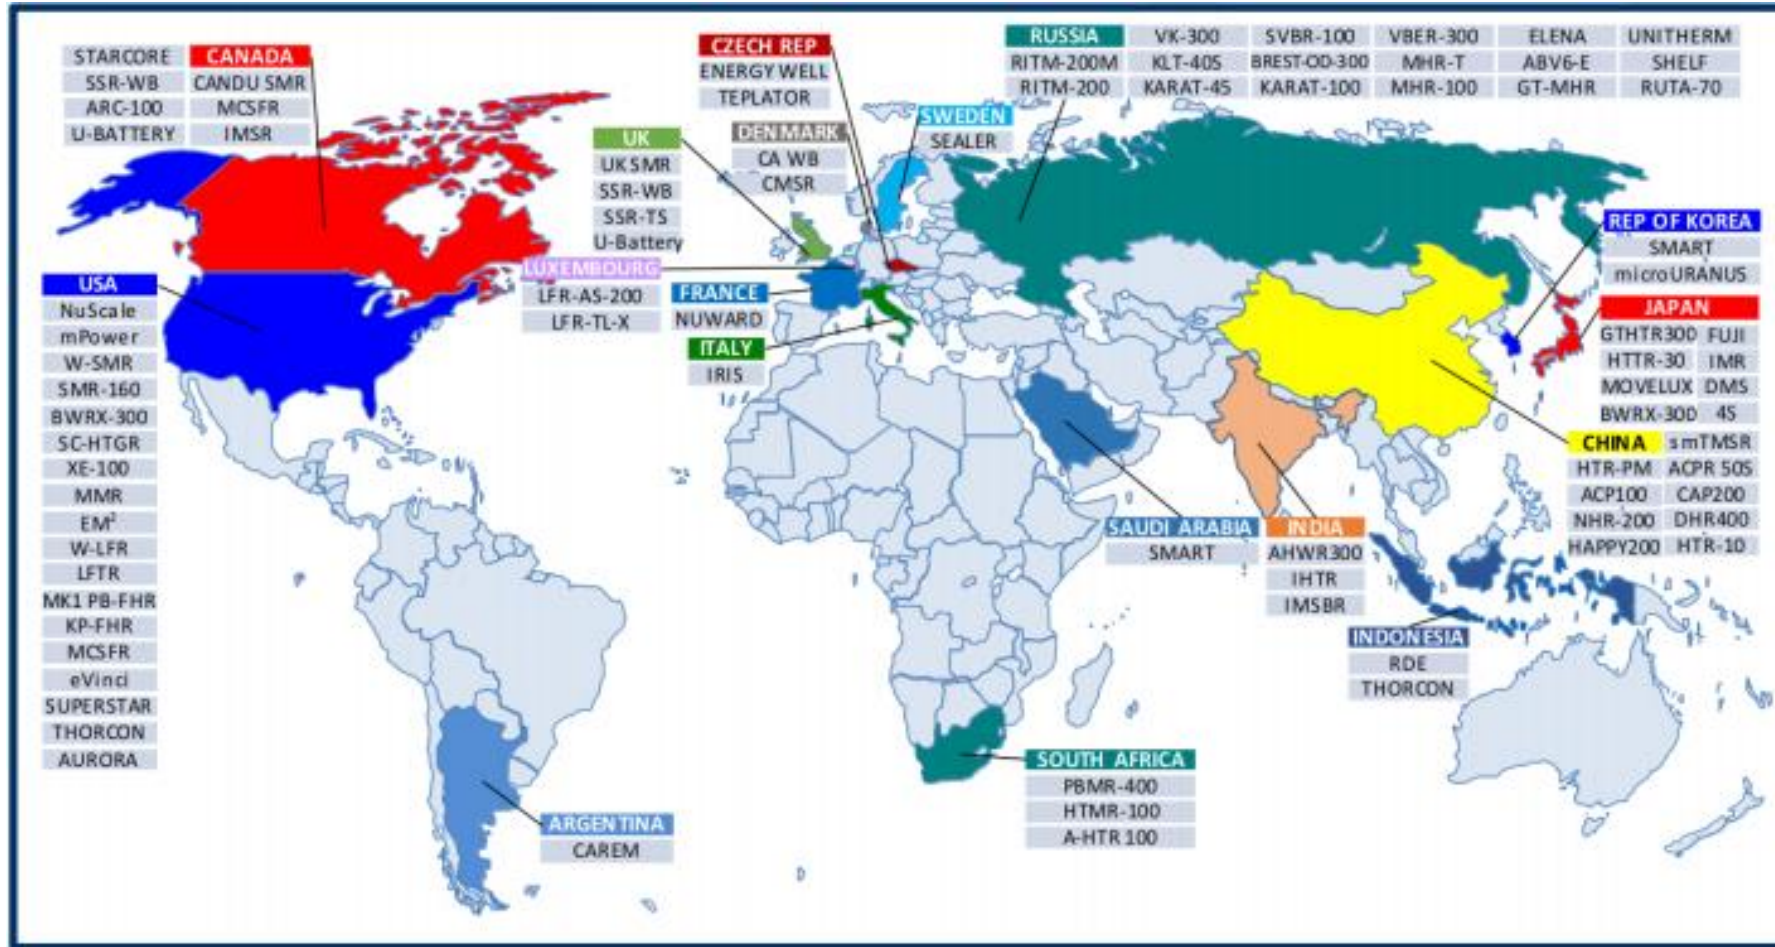 STARCORE CANADA
SSR-WB CANDU SMR
ARC-100 MCSFR
U-BATTERY IMSR
USA
NuScale
mPower
W-SMR
SMR-160
BWRX-300
SC-HTGR
XE-100
MMR
EM²
W-LFR
LFTR
MK1 PB-FHR
KP-FHR
MCSFR
eVinci
SUPERSTAR
THORCON
AURORA
ARGENTINA
CAREM
UK
UK SMR
SSR-WB
SSR-TS
U-Battery
LUXEMBOURG
LFR-AS-200
LFR-TL-X
CZECH REP
ENERGY WELL
TEPLATOR
DENMARK
CA WB
CMSR
SWEDEN
SEALER
FRANCE
NUWARD
ITALY
IRIS
RUSSIA VK-300 SVBR-100 VBER-300 ELENA UNITHERM
RITM-200M KLT-40S BREST-OD-300 MHR-T ABV6-E SHELF
RITM-200 KARAT-45 KARAT-100 MHR-100 GT-MHR RUTA-70
REP OF KOREA
SMART
microURANUS
JAPAN
GTHTR300 FUJI
HTTR-30 IMR
MOVELUX DMS
BWRX-300 4S
CHINA smTMSR
HTR-PM ACPR 50S
ACP100 CAP200
NHR-200 DHR400
HAPPY200 HTR-10
SAUDI ARABIA
SMART
INDIA
AHWR300
IHTR
IMSBR
INDONESIA
RDE
THORCON
SOUTH AFRICA
PBMR-400
HTMR-100
A-HTR 100